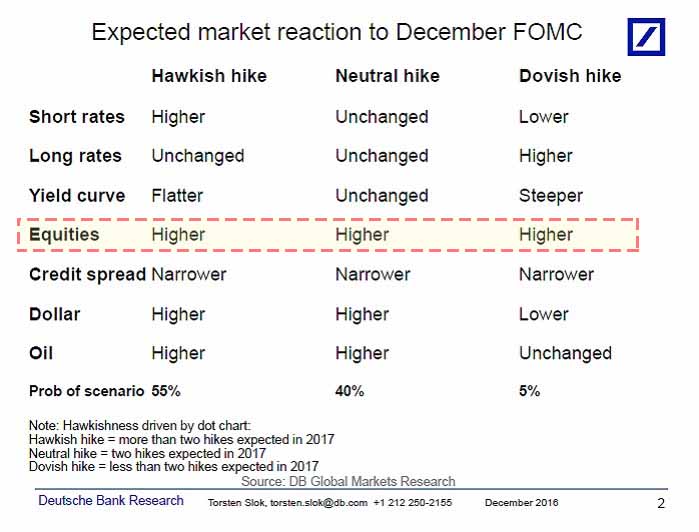 Expected market reaction to December FOMC
Hawkish hike Neutral hike Dovish hike
Short rates Higher Unchanged Lower
Long rates Unchanged Unchanged Higher
Yield curve Flatter Unchanged Steeper
Equities Higher Higher Higher
Credit spread Narrower Narrower Narrower
Dollar Higher Higher Lower
Oil Higher Higher Unchanged
Prob of scenario 55% 40% 5%
Note: Hawkishness driven by dot chart:
Hawkish hike = more than two hikes expected in 2017
Neutral hike = two hikes expected in 2017
Dovish hike = less than two hikes expected in 2017
Source: DB Global Markets Research
Deutsche Bank Research Torsten Slok, torsten.slok@db.com +1 212 250-2155 December 2016 2